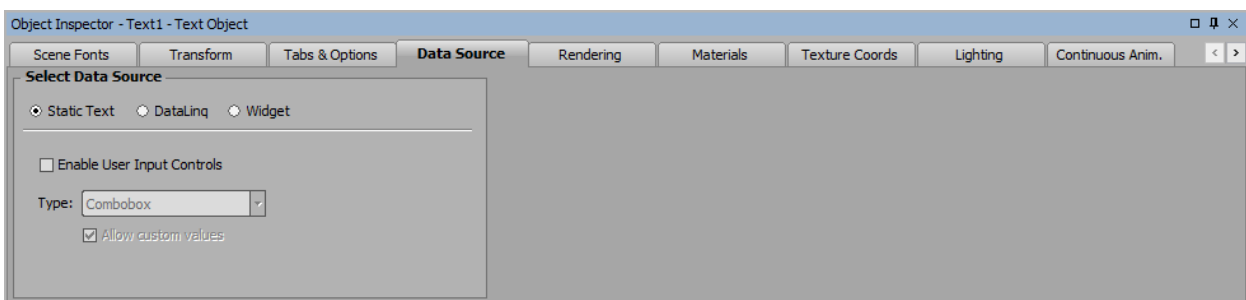 Object Inspector - Text1 - Text Object
Scene Fonts Transform Tabs & Options Data Source Rendering Materials Texture Coords Lighting Continuous Anim.
Select Data Source
Static Text DataLinq Widget
Enable User Input Controls
Type: Combobox
Allow custom values